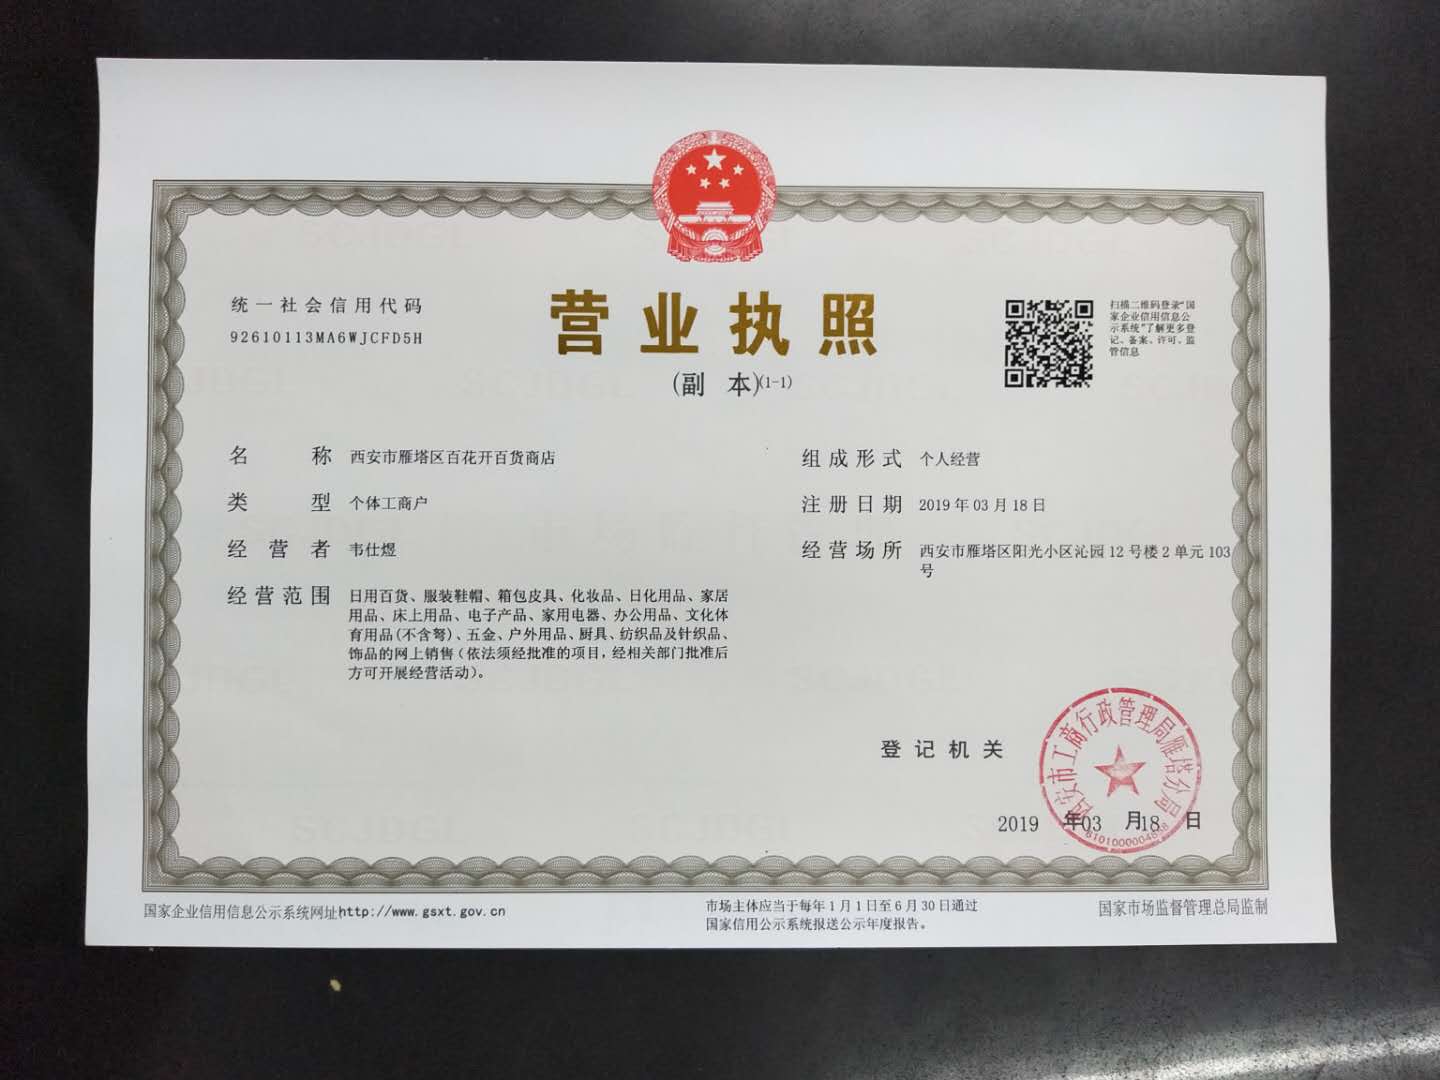 统一社会信用代码
92610113MA6WJCFD5H
营业执照
(副 本)(1-1)
扫描二维码登录“国
家企业信用信息公
示系统”了解更多登
记、备案、许可、监
管信息
名 称 西安市雁塔区百花开百货商店
类 型 个体工商户
经营者 韦仕煜
经营范围 日用百货、服装鞋帽、箱包皮具、化妆品、日化用品、家居
用品、床上用品、电子产品、家用电器、办公用品、文化体
育用品(不含弩)、五金、户外用品、厨具、纺织品及针织品、
饰品的网上销售(依法须经批准的项目,经相关部门批准后
方可开展经营活动)。
组成形式 个人经营
注册日期 2019年03月18日
经营场所 西安市雁塔区阳光小区沁园12号楼2单元103
号
登记机关
西安市工商行政管理局雁塔分局
2019 年03 月18 日
国家企业信用信息公示系统网址http://www.gsxt.gov.cn
市场主体应当于每年1月1日至6月30日通过
国家信用公示系统报送公示年度报告。
国家市场监督管理总局监制